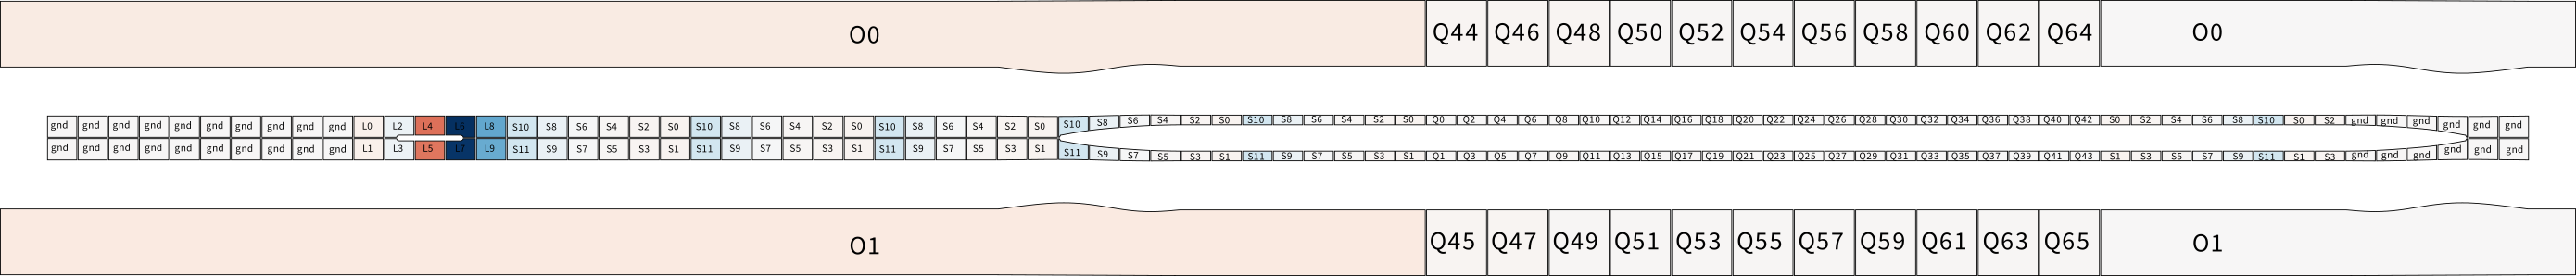 O0 Q44 Q46 Q48 Q50 Q52 Q54 Q56 Q58 Q60 Q62 Q64 O0
gnd gnd gnd gnd gnd gnd gnd gnd gnd gnd L0 L2 L4 L6 L8 S10 S8 S6 S4 S2 S0 S10 S8 S6 S4 S2 S0 S10 S8 S6 S4 S2 S0 S10 S8 S6 S4 S2 S0 S10 S8 S6 S4 S2 S0 Q0 Q2 Q4 Q6 Q8 Q10 Q12 Q14 Q16 Q18 Q20 Q22 Q24 Q26 Q28 Q30 Q32 Q34 Q36 Q38 Q40 Q42 S0 S2 S4 S6 S8 S10 S0 S2 gnd gnd gnd gnd gnd gnd
gnd gnd gnd gnd gnd gnd gnd gnd gnd gnd L1 L3 L5 L7 L9 S11 S9 S7 S5 S3 S1 S11 S9 S7 S5 S3 S1 S11 S9 S7 S5 S3 S1 S11 S9 S7 S5 S3 S1 S11 S9 S7 S5 S3 S1 Q1 Q3 Q5 Q7 Q9 Q11 Q13 Q15 Q17 Q19 Q21 Q23 Q25 Q27 Q29 Q31 Q33 Q35 Q37 Q39 Q41 Q43 S1 S3 S5 S7 S9 S11 S1 S3 gnd gnd gnd gnd gnd gnd
O1 Q45 Q47 Q49 Q51 Q53 Q55 Q57 Q59 Q61 Q63 Q65 O1